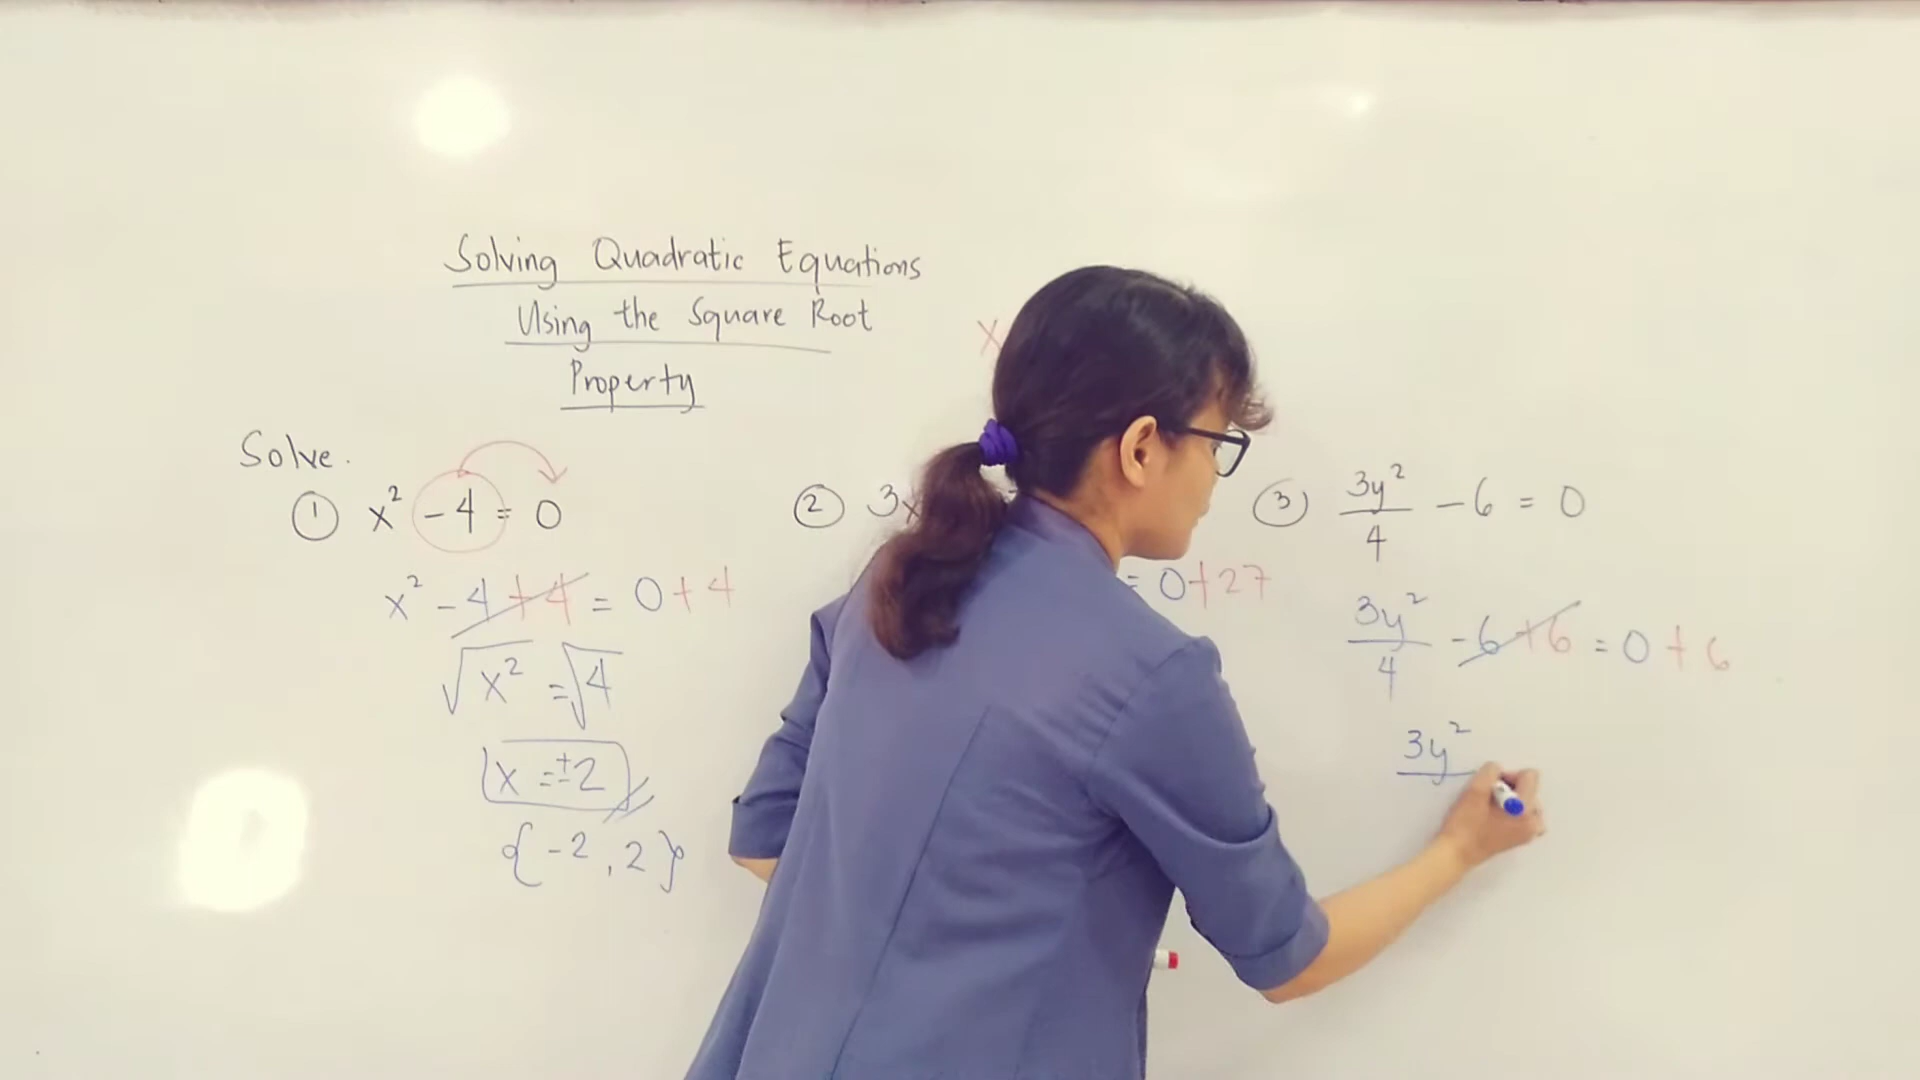 Solving Quadratic Equations
Using the Square Root
Property
Solve.
① x² - 4 = 0
x² - 4 + 4 = 0 + 4
√x² = √4
x = ±2
{-2, 2}
② 3x
= 0 + 27
③ 3y²/4 - 6 = 0
3y²/4 - 6 + 6 = 0 + 6
3y²